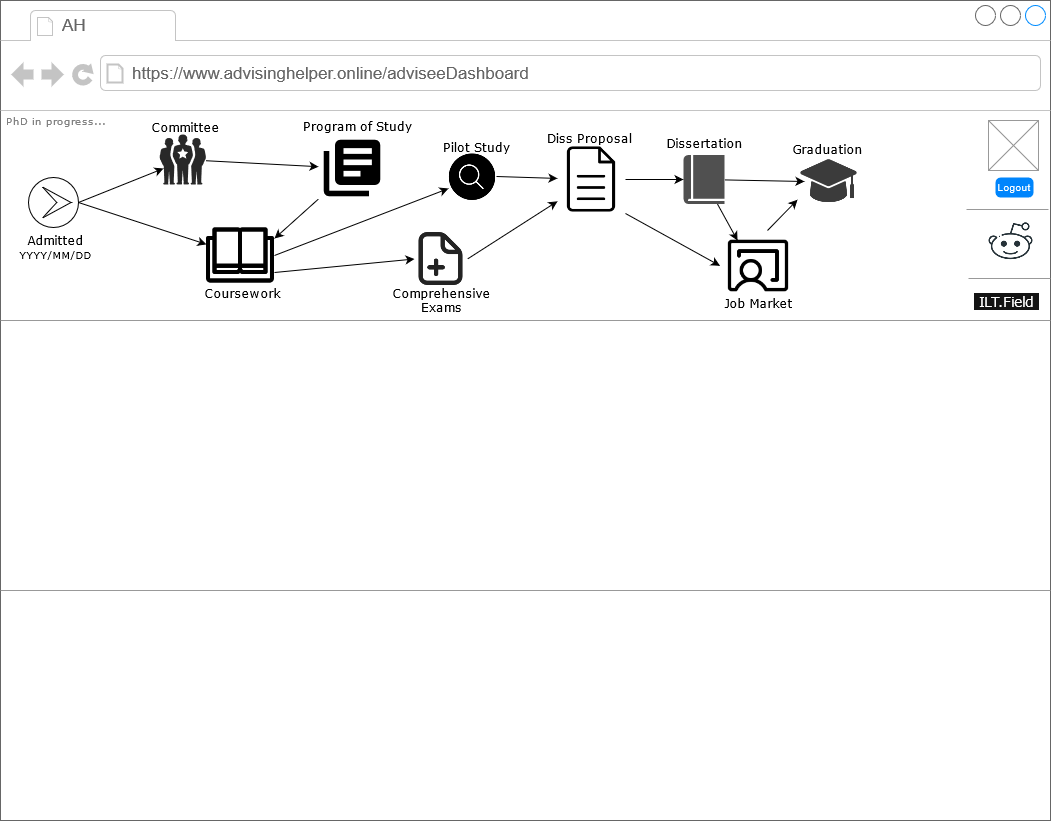 AH
https://www.advisinghelper.online/adviseeDashboard
PhD in progress...
Committee
Program of Study
Pilot Study
Diss Proposal
Dissertation
Graduation
Logout
Admitted
YYYY/MM/DD
Coursework
Comprehensive
Exams
Job Market
ILT.Field